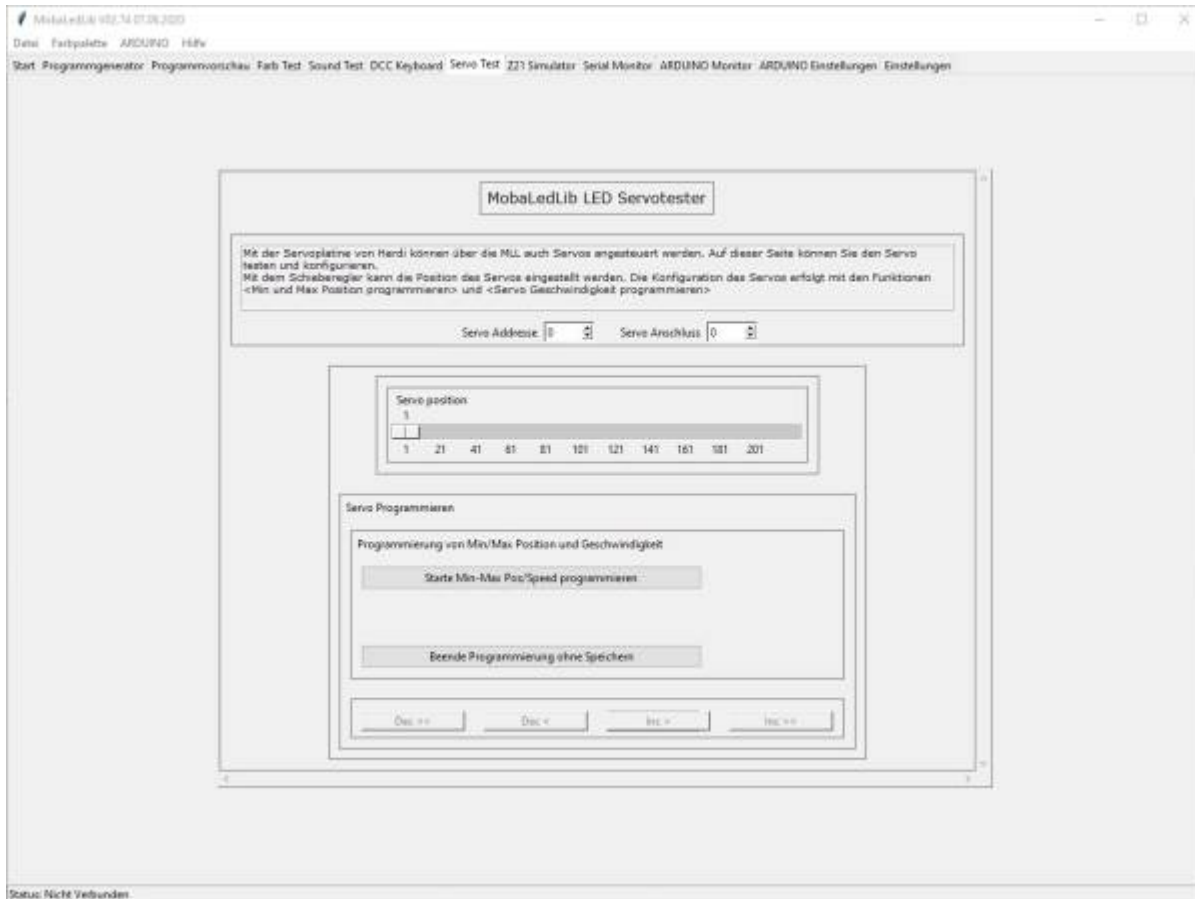 MobaLedLib V02.74 07.06.2020
Datei Farbpalette ARDUINO Hilfe
Start Programmgenerator Programmvorschau Farb Test Sound Test DCC Keyboard Servo Test Z21 Simulator Serial Monitor ARDUINO Monitor ARDUINO Einstellungen Einstellungen
MobaLedLib LED Servotester
Mit der Servoplatine von Hardi können über die MLL auch Servos angesteuert werden. Auf dieser Seite können Sie den Servo
testen und konfigurieren.
Mit dem Schieberegler kann die Position des Servos eingestellt werden. Die Konfiguration des Servos erfolgt mit den Funktionen
<Min und Max Position programmieren> und <Servo Geschwindigkeit programmieren>
Servo Addresse 0 Servo Anschluss 0
Servo position
1
1 21 41 61 81 101 121 141 161 181 201
Servo Programmieren
Programmierung von Min/Max Position und Geschwindigkeit
Starte Min-Max Pos/Speed programmieren
Beende Programmierung ohne Speichern
Dec << Dec < Inc > Inc >>
Status: Nicht Verbunden